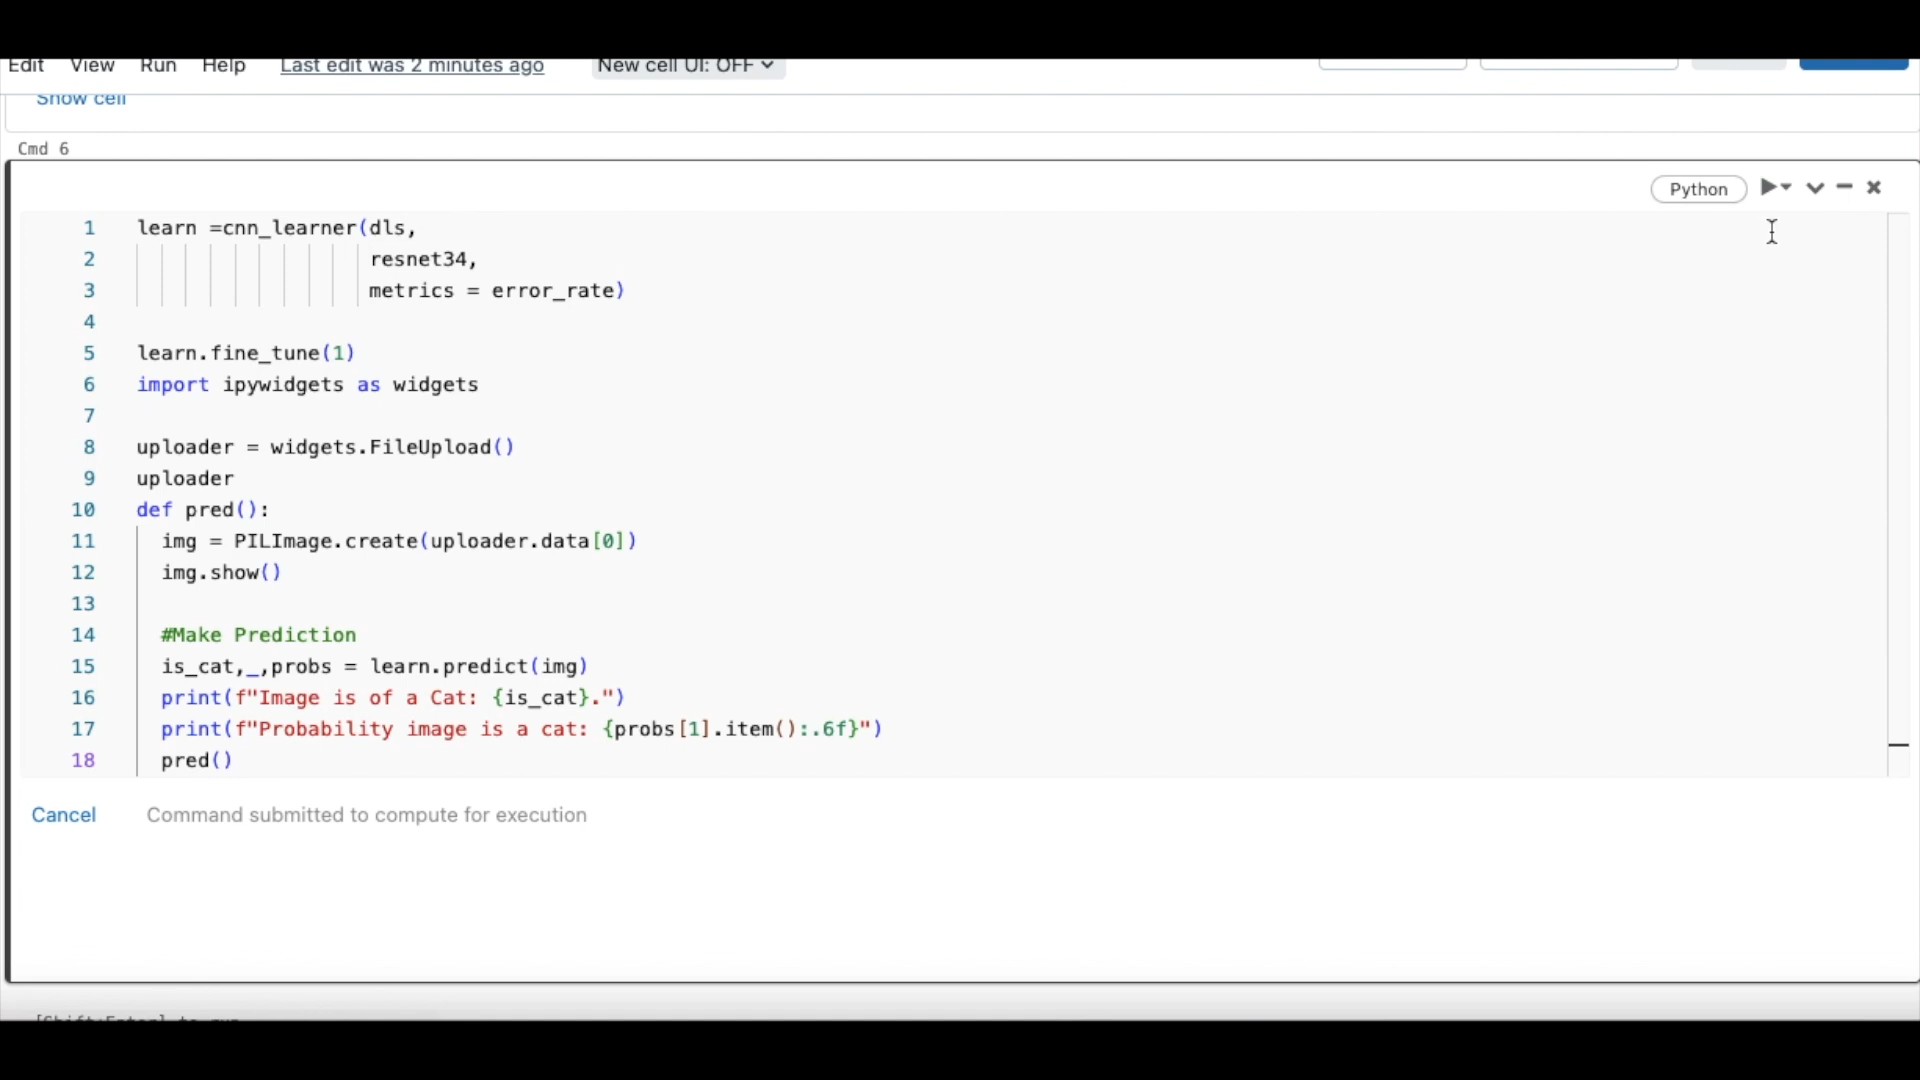 Edit View Run Help Last edit was 2 minutes ago New cell UI: OFF
Show cell
Cmd 6
Python
1 learn =cnn_learner(dls,
2 resnet34,
3 metrics = error_rate)
4
5 learn.fine_tune(1)
6 import ipywidgets as widgets
7
8 uploader = widgets.FileUpload()
9 uploader
10 def pred():
11 img = PILImage.create(uploader.data[0])
12 img.show()
13
14 #Make Prediction
15 is_cat,_,probs = learn.predict(img)
16 print(f"Image is of a Cat: {is_cat}.")
17 print(f"Probability image is a cat: {probs[1].item():.6f}")
18 pred()
Cancel Command submitted to compute for execution
[Shift+Enter] to run